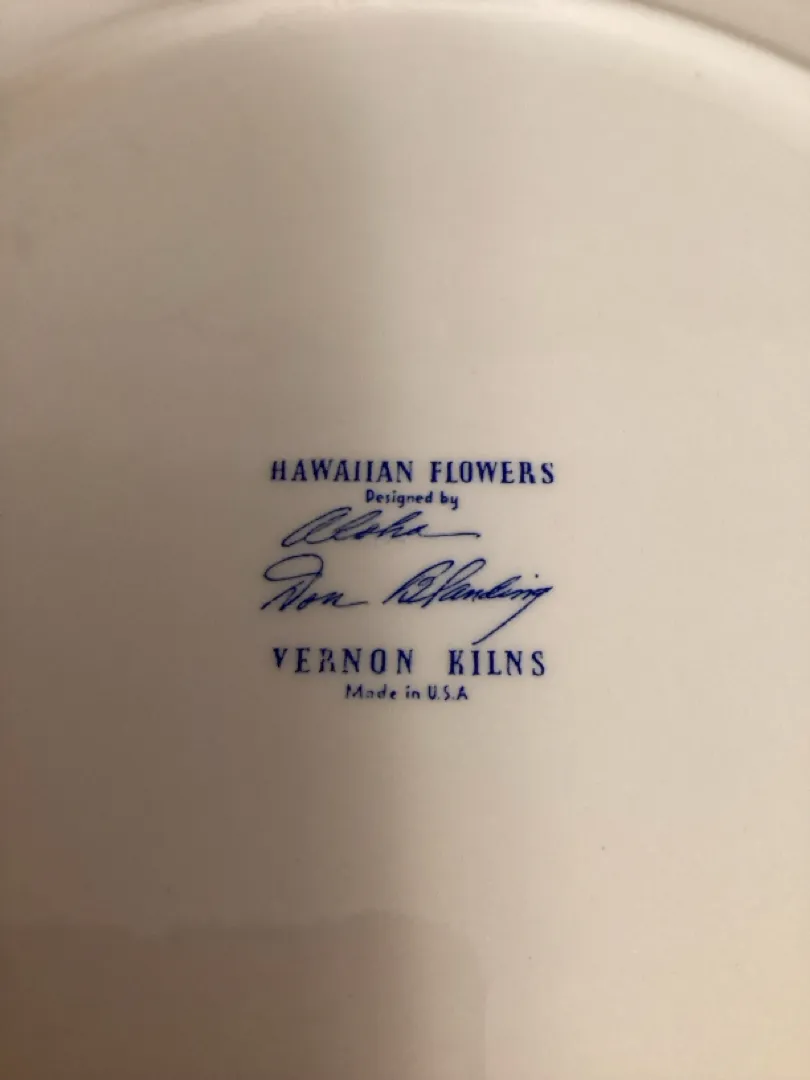 HAWAIIAN FLOWERS
Designed by
Aloha
Don Blanding
VERNON KILNS
Made in U.S.A